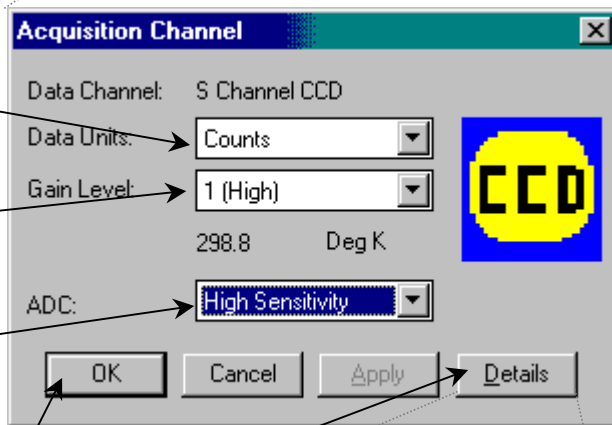 Acquisition Channel
Data Channel: S Channel CCD
Data Units: Counts
Gain Level: 1 (High)
CCD
298.8 Deg K
ADC: High Sensitivity
OK Cancel Apply Details